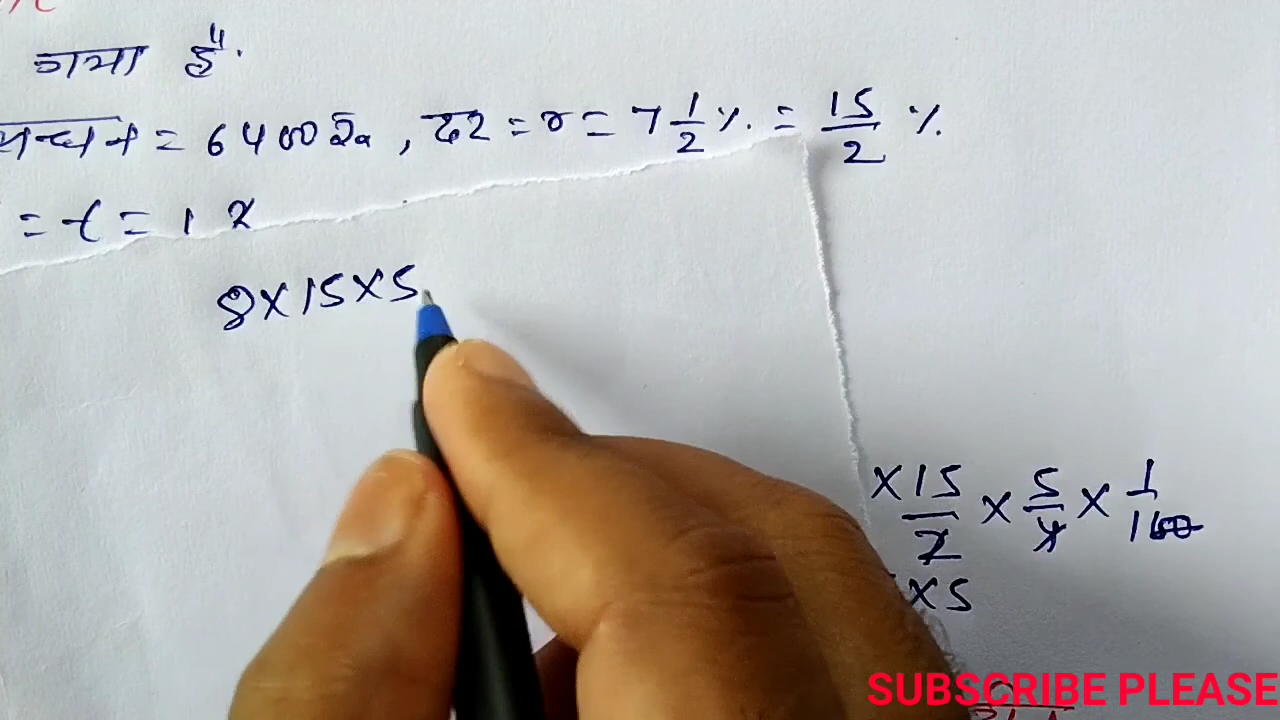 गया है".
= 6400 रु०, दर = r = 7 1/2 % = 15/2 %
= t = 1
8×15×5
× 15/2 × 5/4 × 1/100
×5
SUBSCRIBE PLEASE